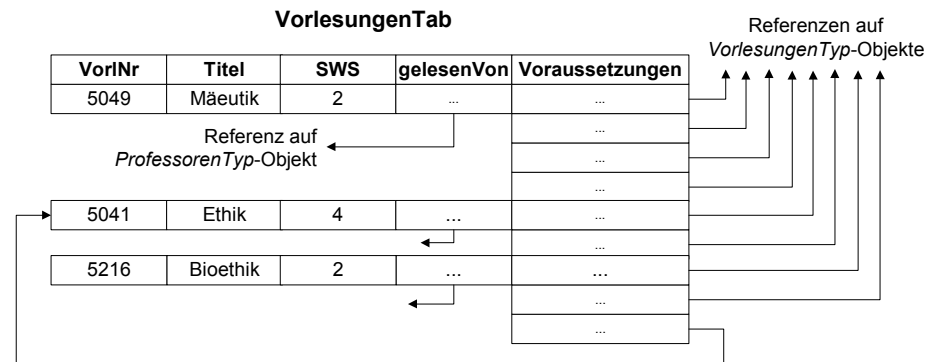 VorlesungenTab
Referenzen auf
VorlesungenTyp-Objekte
VorlNr Titel SWS gelesenVon Voraussetzungen
5049 Mäeutik 2 ... ...
...
Referenz auf
ProfessorenTyp-Objekt
...
...
5041 Ethik 4 ... ...
...
5216 Bioethik 2 ... ...
...
...